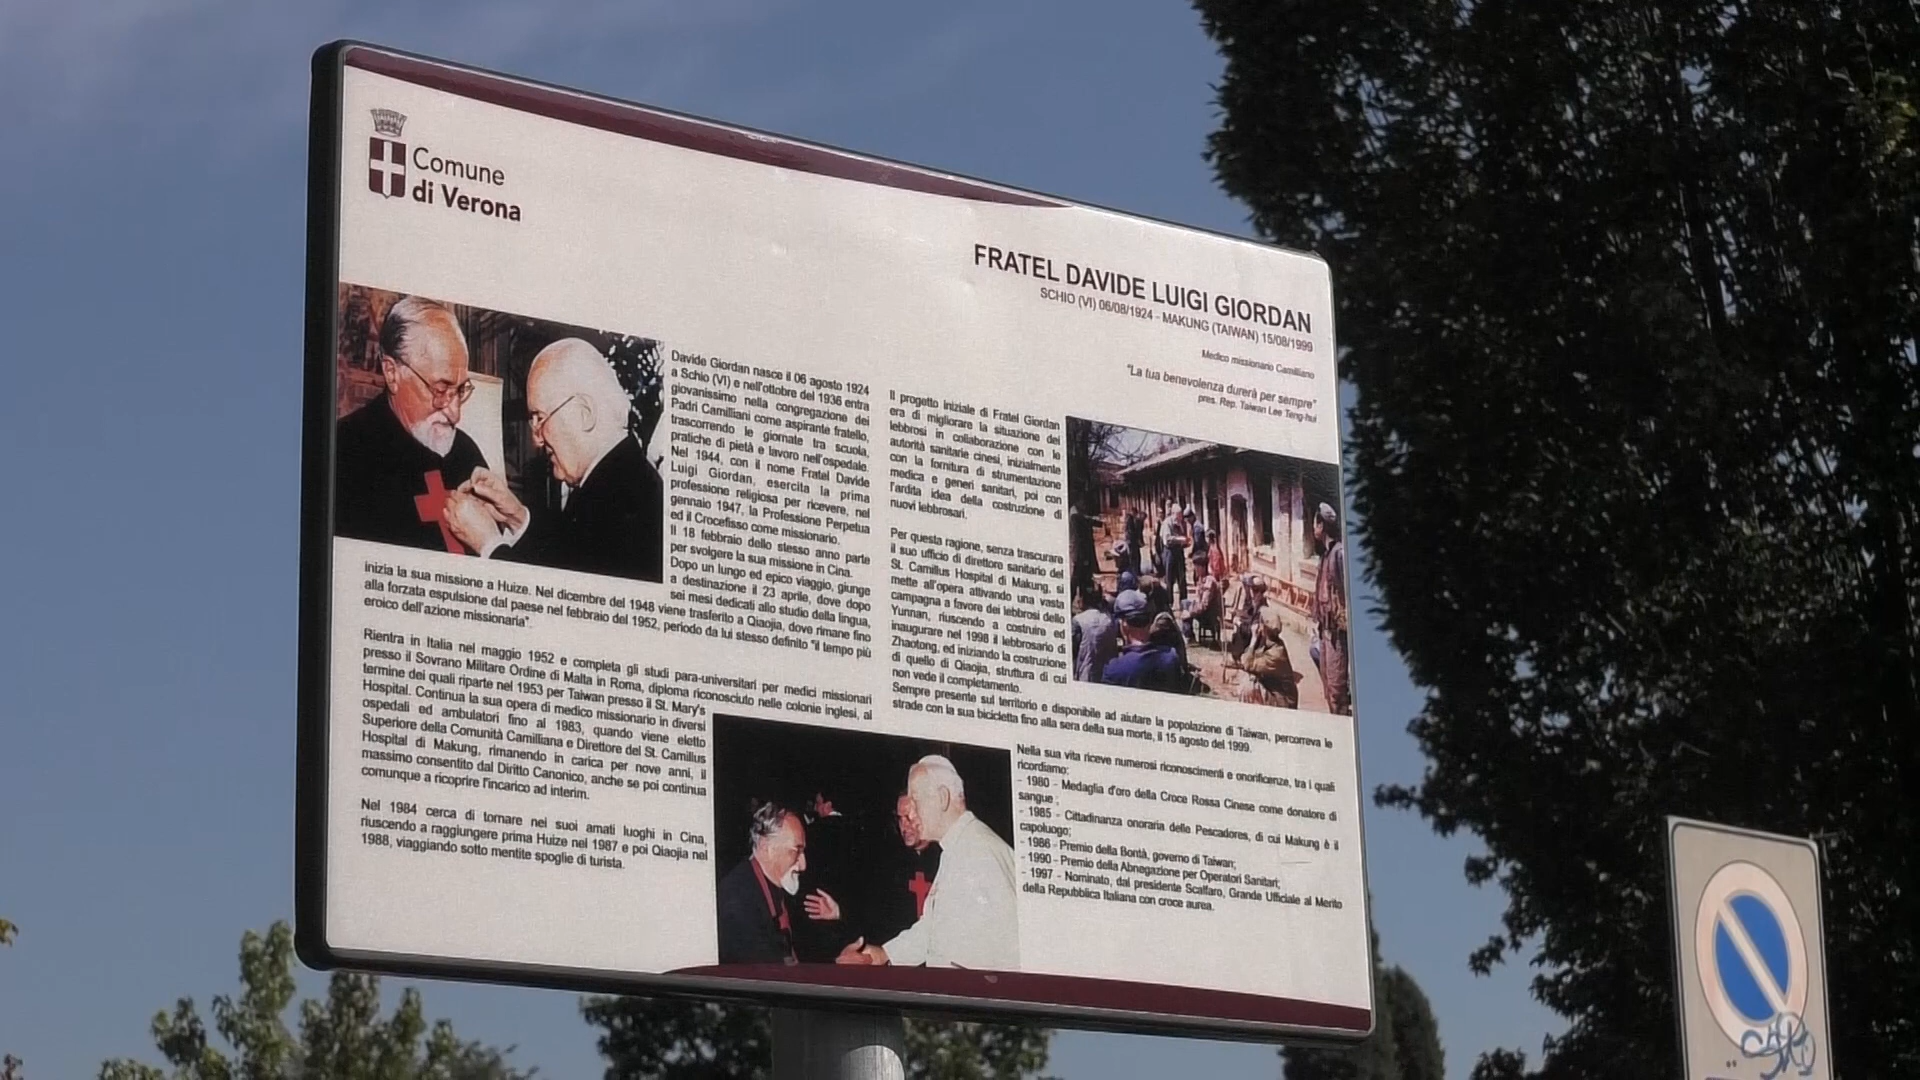 Comune
di Verona
FRATEL DAVIDE LUIGI GIORDAN
SCHIO (VI) 06/08/1924 - MAKUNG (TAIWAN) 15/08/1999
Medico missionario Camilliano
"La tua benevolenza durerà per sempre"
pres. Rep. Taiwan Lee Teng-hui
Davide Giordan nasce il 06 agosto 1924
a Schio (VI) e nell'ottobre del 1936 entra
giovanissimo nella congregazione dei
Padri Camilliani come aspirante fratello,
trascorrendo le giornate tra scuola,
pratiche di pietà e lavoro nell'ospedale.
Nel 1944, con il nome Fratel Davide
Luigi Giordan, esercita la prima
professione religiosa per ricevere, nel
gennaio 1947, la Professione Perpetua
ed il Crocefisso come missionario.
Il 18 febbraio dello stesso anno parte
per svolgere la sua missione in Cina.
Dopo un lungo ed epico viaggio, giunge
a destinazione il 23 aprile, dove dopo
sei mesi dedicati allo studio della lingua,
inizia la sua missione a Huize. Nel dicembre del 1948 viene trasferito a Qiaojia, dove rimane fino
alla forzata espulsione dal paese nel febbraio del 1952, periodo da lui stesso definito "il tempo più
eroico dell'azione missionaria".
Rientra in Italia nel maggio 1952 e completa gli studi para-universitari per medici missionari
presso il Sovrano Militare Ordine di Malta in Roma, diploma riconosciuto nelle colonie inglesi, al
termine dei quali riparte nel 1953 per Taiwan presso il St. Mary's
Hospital. Continua la sua opera di medico missionario in diversi
ospedali ed ambulatori fino al 1983, quando viene eletto
Superiore della Comunità Camilliana e Direttore del St. Camillus
Hospital di Makung, rimanendo in carica per nove anni, il
massimo consentito dal Diritto Canonico, anche se poi continua
comunque a ricoprire l'incarico ad interim.
Nel 1984 cerca di tornare nei suoi amati luoghi in Cina,
riuscendo a raggiungere prima Huize nel 1987 e poi Qiaojia nel
1988, viaggiando sotto mentite spoglie di turista.
Il progetto iniziale di Fratel Giordan
era di migliorare la situazione dei
lebbrosi in collaborazione con le
autorità sanitarie cinesi, inizialmente
con la fornitura di strumentazione
medica e generi sanitari, poi con
l'ardita idea della costruzione di
nuovi lebbrosari.
Per questa ragione, senza trascurare
il suo ufficio di direttore sanitario del
St. Camillus Hospital di Makung, si
mette all'opera attivando una vasta
campagna a favore dei lebbrosi dello
Yunnan, riuscendo a costruire ed
inaugurare nel 1998 il lebbrosario di
Zhaotong, ed iniziando la costruzione
di quello di Qiaojia, struttura di cui
non vede il completamento.
Sempre presente sul territorio e disponibile ad aiutare la popolazione di Taiwan, percorreva le
strade con la sua bicicletta fino alla sera della sua morte, il 15 agosto del 1999.
Nella sua vita riceve numerosi riconoscimenti e onorificenze, tra i quali
ricordiamo:
- 1980 - Medaglia d'oro della Croce Rossa Cinese come donatore di
sangue ;
- 1985 - Cittadinanza onoraria delle Pescadores, di cui Makung è il
capoluogo;
- 1986 - Premio della Bontà, governo di Taiwan;
- 1990 - Premio della Abnegazione per Operatori Sanitari;
- 1997 - Nominato, dal presidente Scalfaro, Grande Ufficiale al Merito
della Repubblica Italiana con croce aurea.